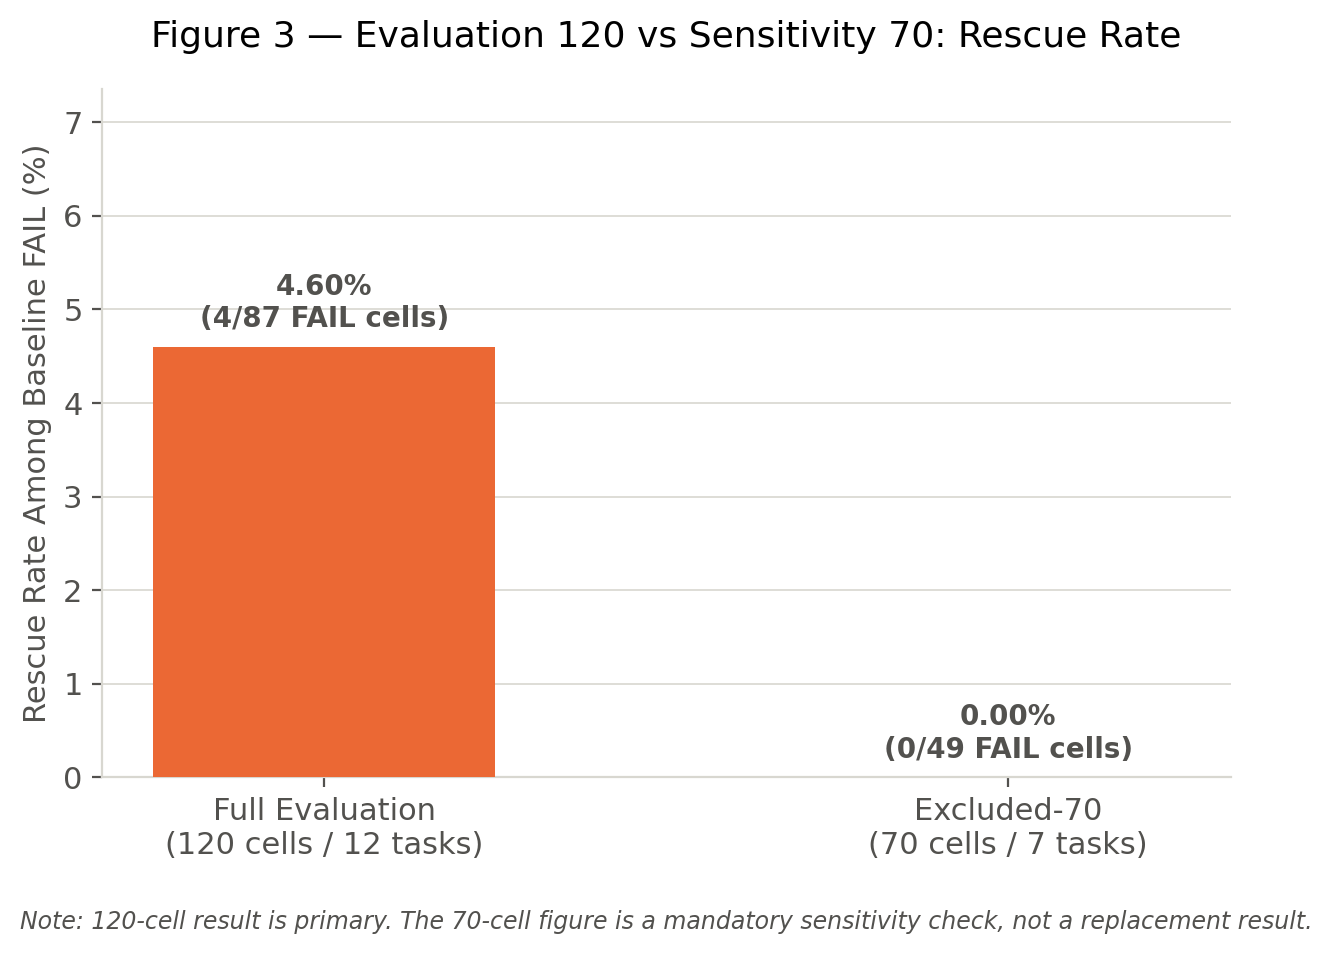 Figure 3 — Evaluation 120 vs Sensitivity 70: Rescue Rate
Rescue Rate Among Baseline FAIL (%)
7
6
5
4
3
2
1
0
4.60%
(4/87 FAIL cells)
0.00%
(0/49 FAIL cells)
Full Evaluation
(120 cells / 12 tasks)
Excluded-70
(70 cells / 7 tasks)
Note: 120-cell result is primary. The 70-cell figure is a mandatory sensitivity check, not a replacement result.